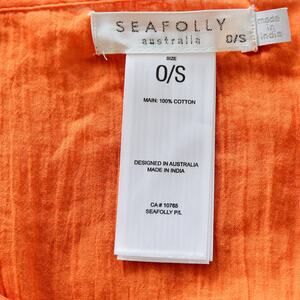 SEAFOLLY
australia
O/S
made
in
india
SIZE
O/S
MAIN: 100% COTTON
DESIGNED IN AUSTRALIA
MADE IN INDIA
CA # 10765
SEAFOLLY P/L